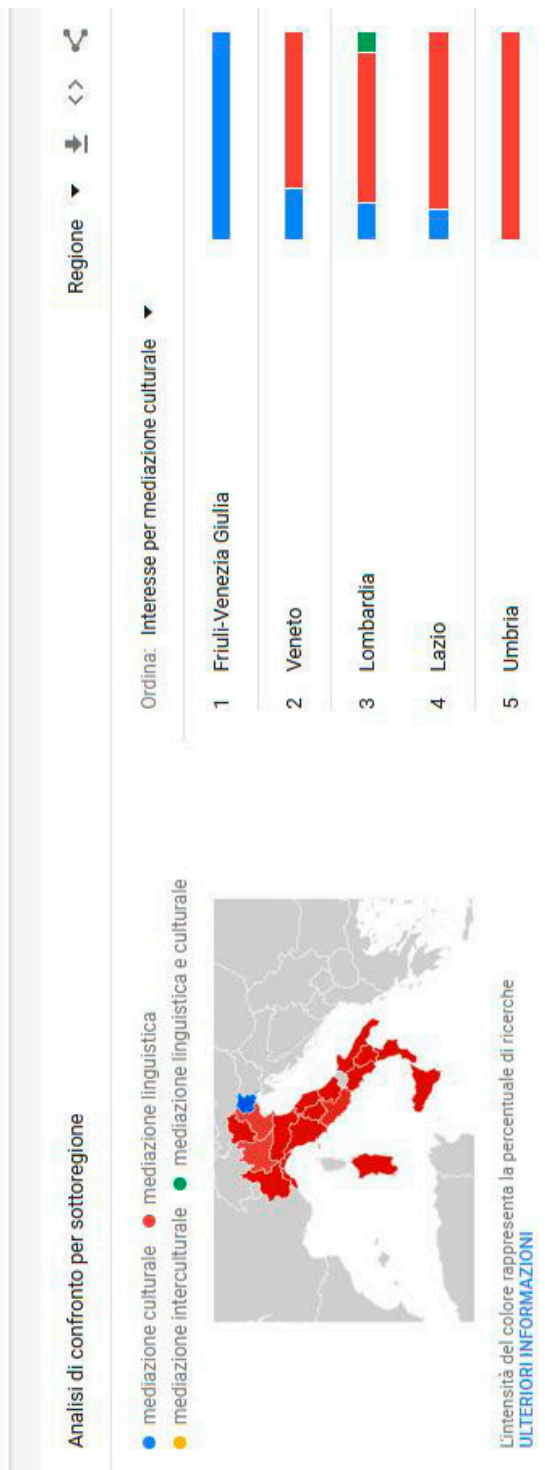 Analisi di confronto per sottoregione
Regione
mediazione culturale
mediazione linguistica
mediazione interculturale
mediazione linguistica e culturale
L'intensità del colore rappresenta la percentuale di ricerche
ULTERIORI INFORMAZIONI
Ordina: Interesse per mediazione culturale
1 Friuli-Venezia Giulia
2 Veneto
3 Lombardia
4 Lazio
5 Umbria